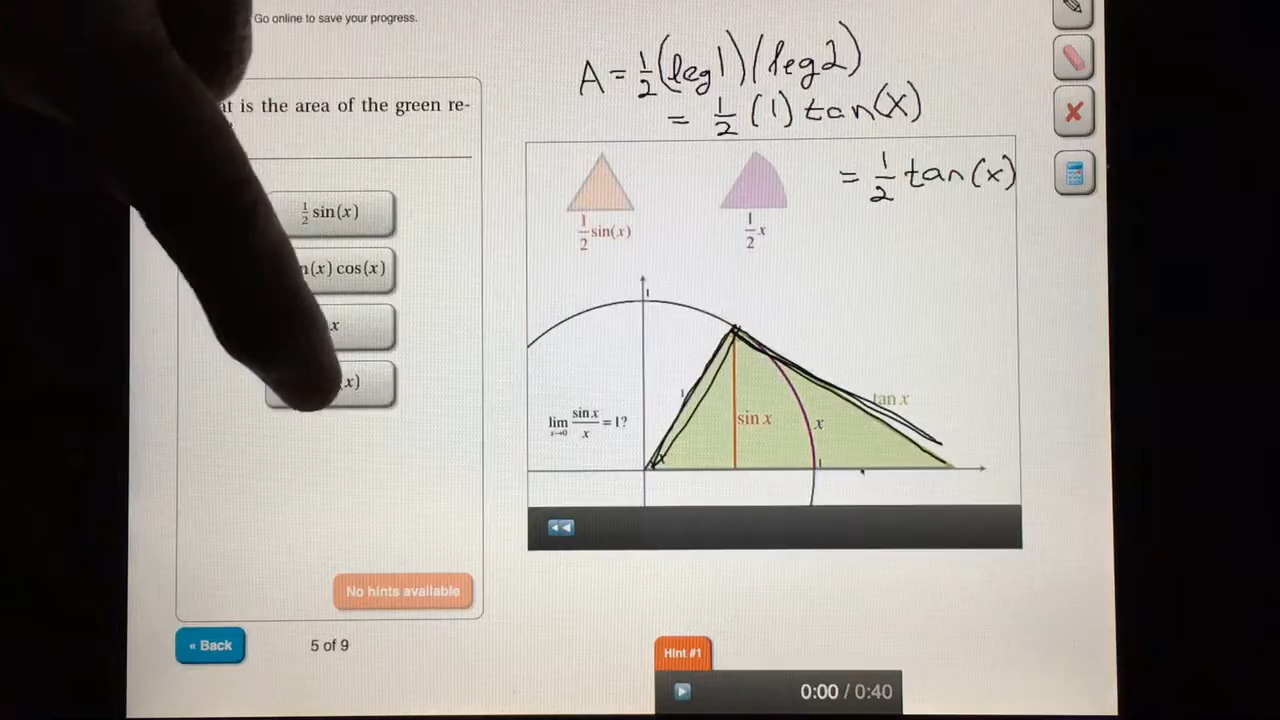 Go online to save your progress.
is the area of the green re-
½ sin(x)
(x) cos(x)
x
x)
No hints available
« Back
5 of 9
A = ½ (leg1)(leg2)
= ½ (1) tan(x)
= ½ tan(x)
½ sin(x)
½ x
1
1
tan x
sin x
x
1
lim x→0 sin x / x = 1?
x
Hint #1
0:00 / 0:40